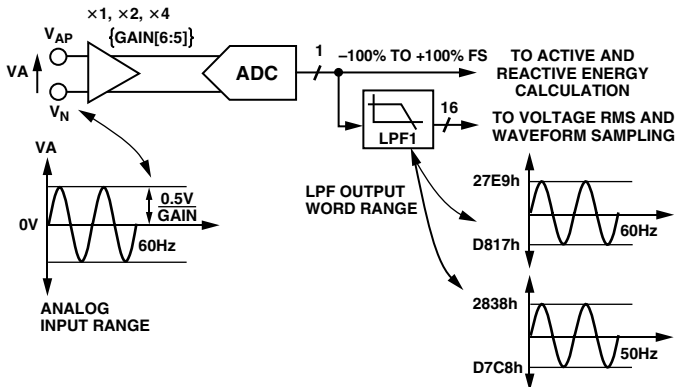 ×1, ×2, ×4
{GAIN[6:5]}
VAP
VA
VN
ADC
1
–100% TO +100% FS
TO ACTIVE AND
REACTIVE ENERGY
CALCULATION
16
LPF1
TO VOLTAGE RMS AND
WAVEFORM SAMPLING
VA
0.5V
GAIN
0V
60Hz
ANALOG
INPUT RANGE
LPF OUTPUT
WORD RANGE
27E9h
60Hz
D817h
2838h
50Hz
D7C8h